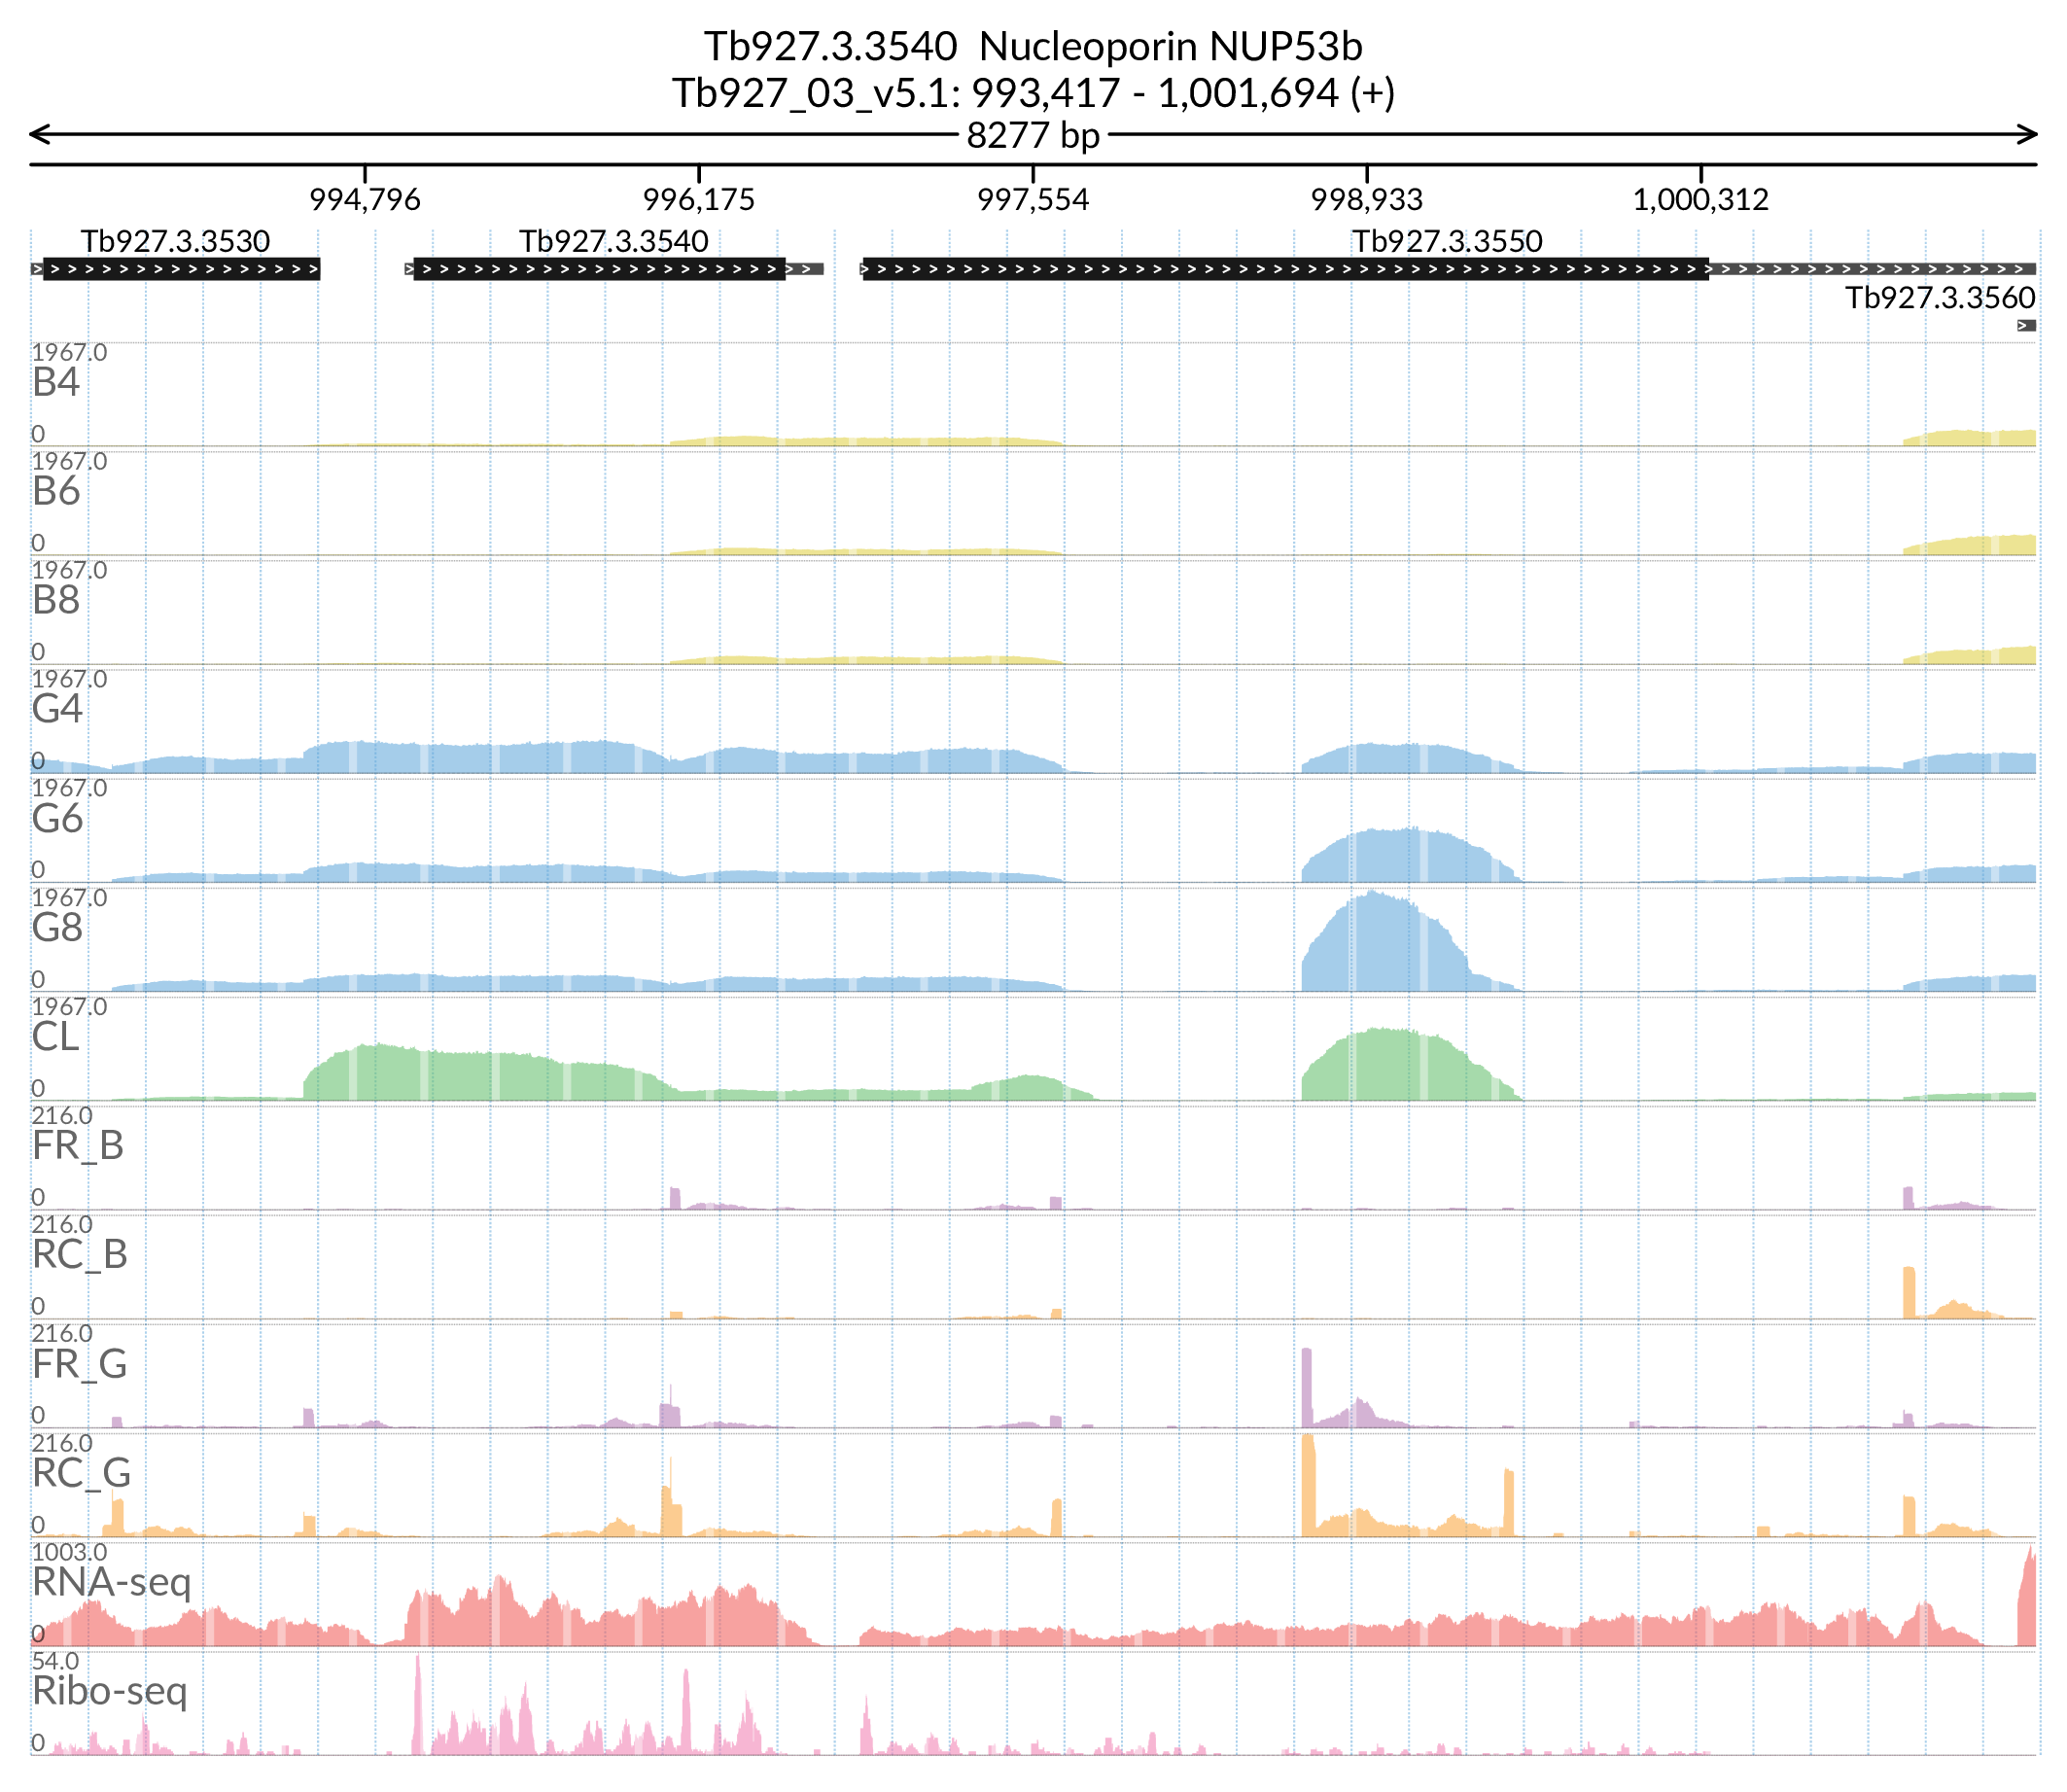 Tb927.3.3540 Nucleoporin NUP53b
Tb927_03_v5.1: 993,417 - 1,001,694 (+)
8277 bp
994,796 996,175 997,554 998,933 1,000,312
Tb927.3.3530 Tb927.3.3540 Tb927.3.3550
Tb927.3.3560
1967.0
B4
0
1967.0
B6
0
1967.0
B8
0
1967.0
G4
0
1967.0
G6
0
1967.0
G8
0
1967.0
CL
0
216.0
FR_B
0
216.0
RC_B
0
216.0
FR_G
0
216.0
RC_G
0
1003.0
RNA-seq
0
54.0
Ribo-seq
0